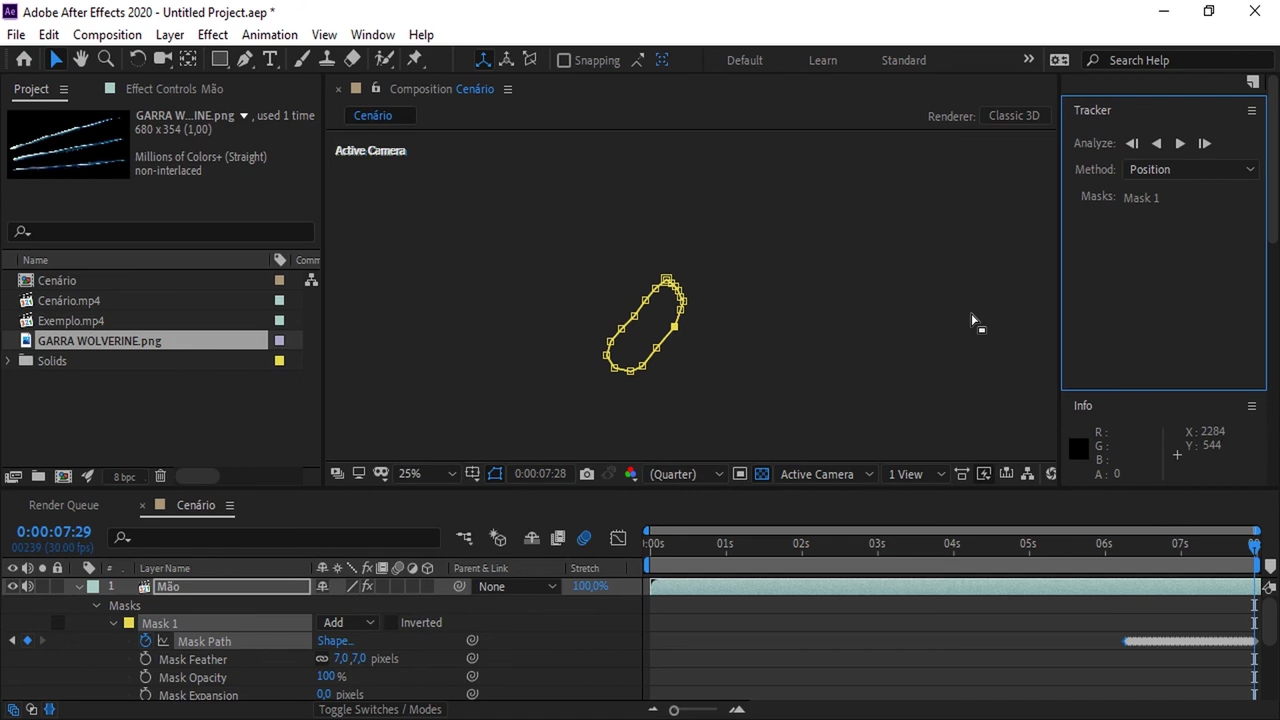 Adobe After Effects 2020 - Untitled Project.aep *
File Edit Composition Layer Effect Animation View Window Help
Snapping Default Learn Standard Search Help
Project Effect Controls Mão Composition Cenário Tracker
GARRA W...INE.png , used 1 time
680 x 354 (1,00)
Millions of Colors+ (Straight)
non-interlaced
Cenário
Renderer: Classic 3D
Active Camera
Analyze:
Method: Position
Masks: Mask 1
Name Comm
Cenário
Cenário.mp4
Exemplo.mp4
GARRA WOLVERINE.png
Solids
Info
R:
G:
B:
A: 0
X: 2284
Y: 544
8 bpc
25% 0:00:07:28 (Quarter) Active Camera 1 View
Render Queue Cenário
0:00:07:29
00239 (30.00 fps)
:00s 01s 02s 03s 04s 05s 06s 07s
# Layer Name Parent & Link Stretch
1 Mão None 100,0%
Masks
Mask 1 Add Inverted
Mask Path Shape...
Mask Feather 7,0,7,0 pixels
Mask Opacity 100 %
Mask Expansion 0,0 pixels
Toggle Switches / Modes